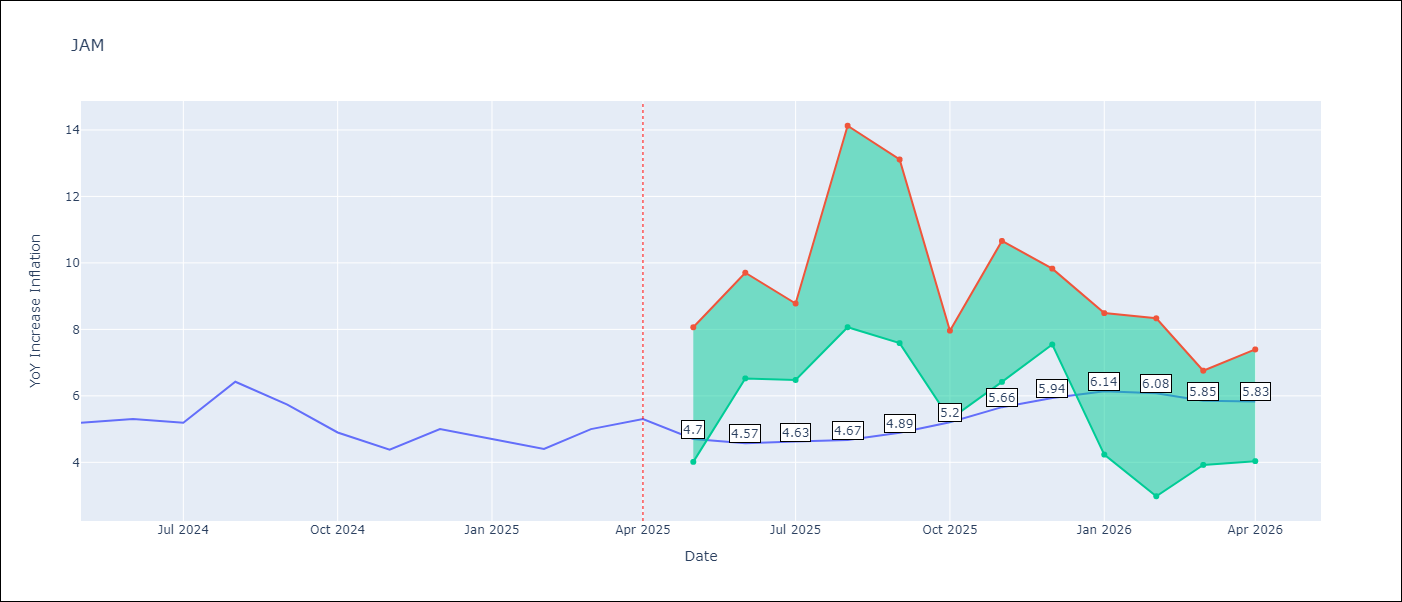 JAM
YoY Increase Inflation
14
12
10
8
6
4
4.7
4.57
4.63
4.67
4.89
5.2
5.66
5.94
6.14
6.08
5.85
5.83
Jul 2024
Oct 2024
Jan 2025
Apr 2025
Jul 2025
Oct 2025
Jan 2026
Apr 2026
Date